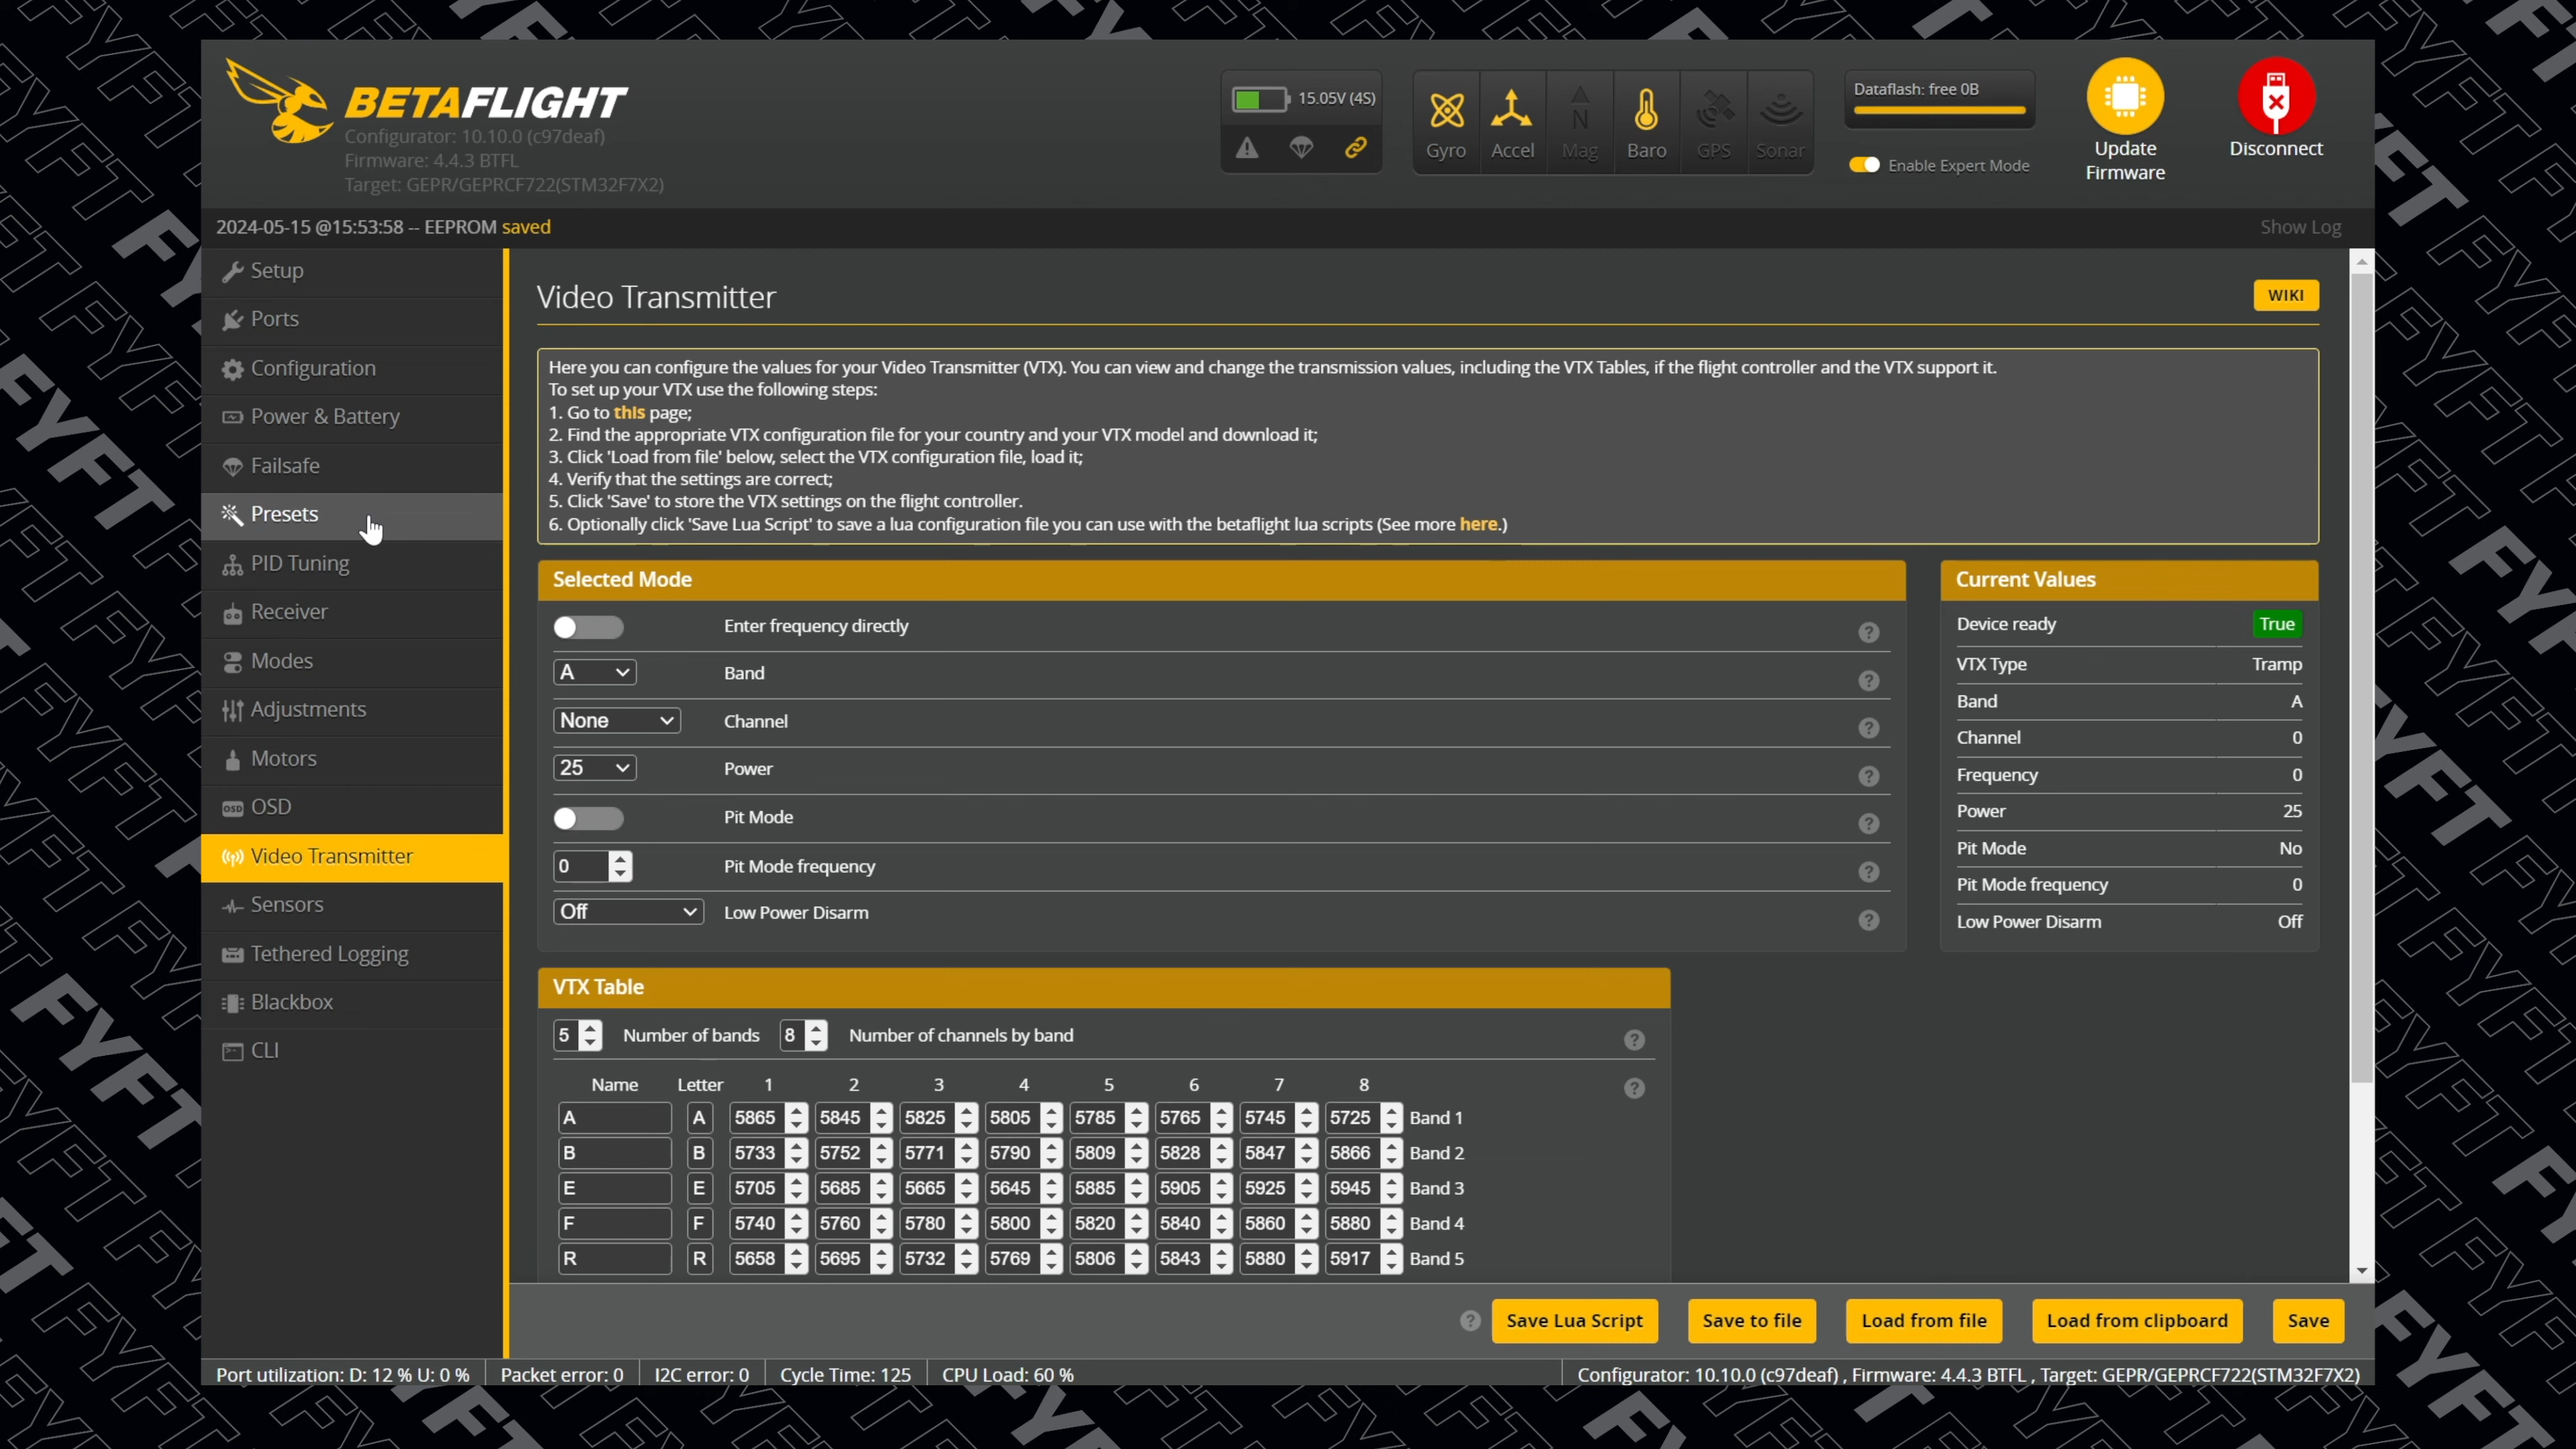 BETAFLIGHT
Configurator: 10.10.0 (c97deaf)
Firmware: 4.4.3 BTFL
Target: GEPR/GEPRCF722(STM32F7X2)
15.05V (4S)
Gyro
Accel
N
Mag
Baro
GPS
Sonar
Dataflash: free 0B
Enable Expert Mode
Update
Firmware
Disconnect
2024-05-15 @15:53:58 -- EEPROM saved
Show Log
Setup
Ports
Configuration
Power & Battery
Failsafe
Presets
PID Tuning
Receiver
Modes
Adjustments
Motors
OSD OSD
Video Transmitter
Sensors
Tethered Logging
Blackbox
CLI
Video Transmitter
WIKI
Here you can configure the values for your Video Transmitter (VTX). You can view and change the transmission values, including the VTX Tables, if the flight controller and the VTX support it.
To set up your VTX use the following steps:
1. Go to this page;
2. Find the appropriate VTX configuration file for your country and your VTX model and download it;
3. Click 'Load from file' below, select the VTX configuration file, load it;
4. Verify that the settings are correct;
5. Click 'Save' to store the VTX settings on the flight controller.
6. Optionally click 'Save Lua Script' to save a lua configuration file you can use with the betaflight lua scripts (See more here.)
Selected Mode
Enter frequency directly ?
A Band ?
None Channel ?
25 Power ?
Pit Mode ?
0 Pit Mode frequency ?
Off Low Power Disarm ?
Current Values
Device ready True
VTX Type Tramp
Band A
Channel 0
Frequency 0
Power 25
Pit Mode No
Pit Mode frequency 0
Low Power Disarm Off
VTX Table
5 Number of bands 8 Number of channels by band ?
Name Letter 1 2 3 4 5 6 7 8 ?
A A 5865 5845 5825 5805 5785 5765 5745 5725 Band 1
B B 5733 5752 5771 5790 5809 5828 5847 5866 Band 2
E E 5705 5685 5665 5645 5885 5905 5925 5945 Band 3
F F 5740 5760 5780 5800 5820 5840 5860 5880 Band 4
R R 5658 5695 5732 5769 5806 5843 5880 5917 Band 5
? Save Lua Script Save to file Load from file Load from clipboard Save
Port utilization: D: 12 % U: 0 % Packet error: 0 I2C error: 0 Cycle Time: 125 CPU Load: 60 % Configurator: 10.10.0 (c97deaf) , Firmware: 4.4.3 BTFL , Target: GEPR/GEPRCF722(STM32F7X2)
FYFT